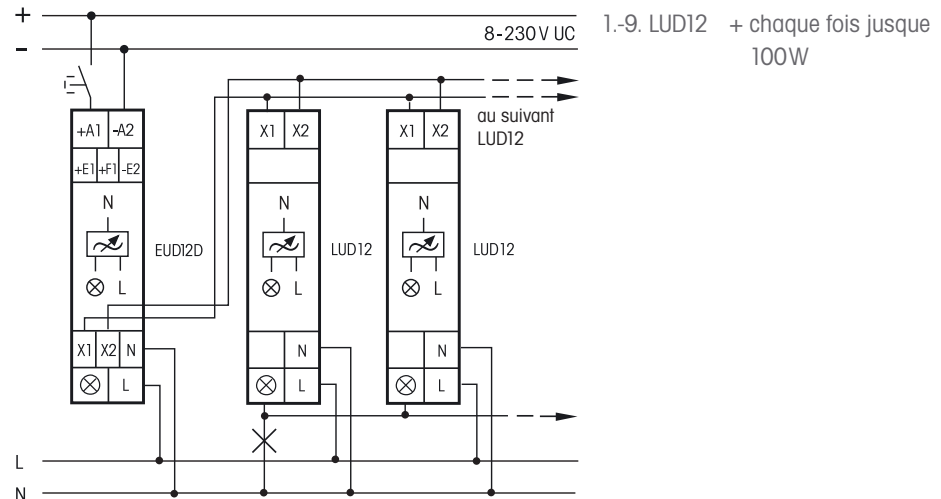 +
1.-9. LUD12 + chaque fois jusque
100W
8-230V UC
-
au suivant
LUD12
+A1 -A2
X1 X2
X1 X2
+E1 +F1 -E2
N
N
N
EUD12D
LUD12
LUD12
L
L
L
X1 X2 N
N
N
L
L
L
L
N